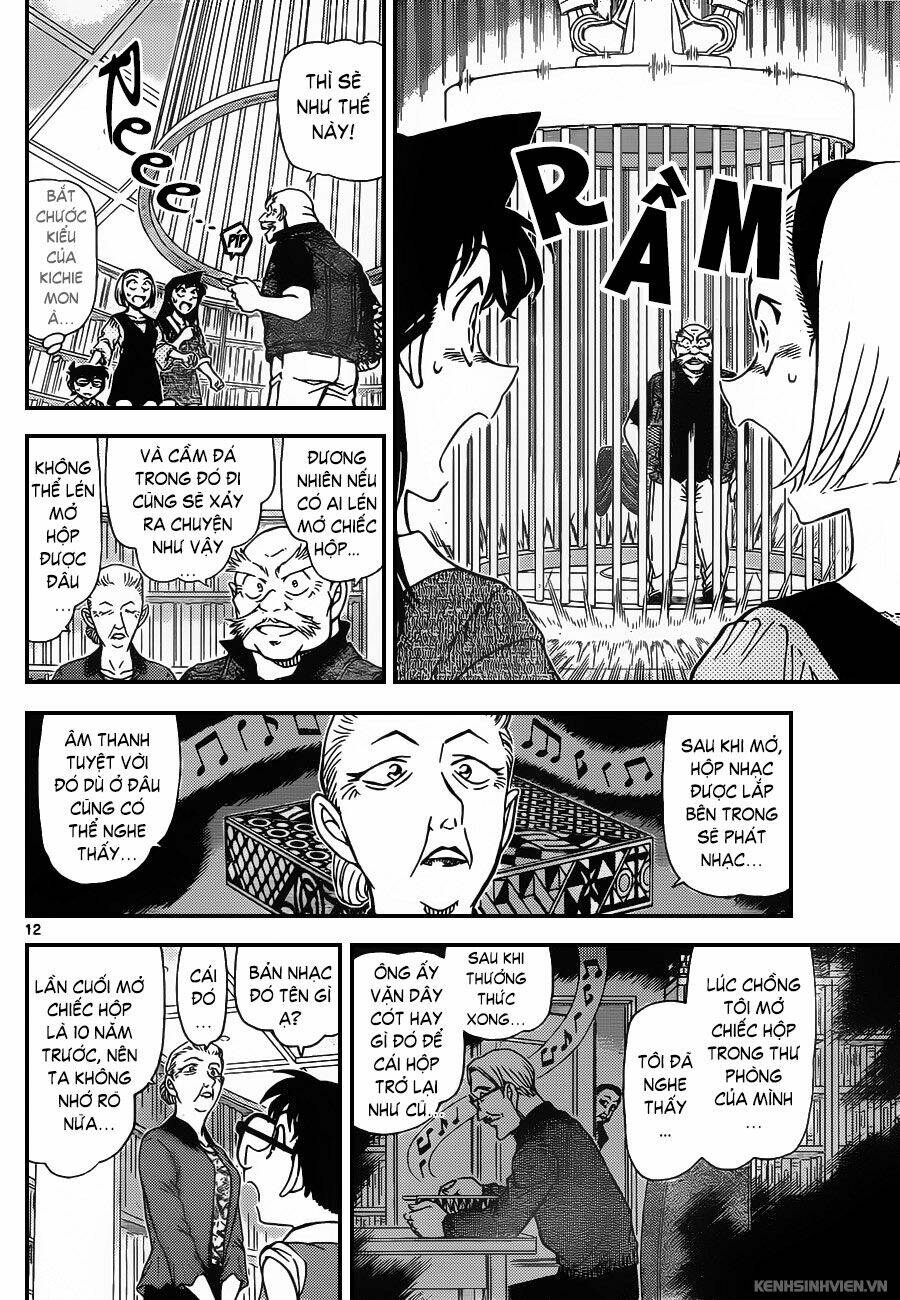 RẦM
THÌ SẼ
NHƯ THẾ
NÀY!
PÍP
BẮT
CHƯỚC
KIỂU CỦA
KICHIE
MON
À...
DƯƠNG
NHIÊN NẾU
CÓ AI LÉN
MỞ CHIẾC
HỘP...
VÀ CẦM ĐÁ
TRONG ĐÓ ĐI
CŨNG SẼ XẢY
RA CHUYỆN
NHƯ VẬY
...
KHÔNG
THỂ LÉN
MỞ
HỘP
ĐƯỢC
ĐÂU
...
SAU KHI MỞ,
HỘP NHẠC
ĐƯỢC LẮP
BÊN TRONG
SẼ PHÁT
NHẠC...
ÂM THANH
TUYỆT VỜI
ĐÓ DÙ Ở ĐÂU
CŨNG CÓ
THỂ NGHE
THẤY...
12
LÚC CHỒNG
TÔI MỞ
CHIẾC HỘP
TRONG THƯ
PHÒNG
CỦA MÌNH
...
TÔI ĐÃ
NGHE
THẤY
...
SAU KHI
THƯỞNG
THỨC
XONG...
ÔNG ẤY
VẶN DÂY
CÓT HAY
GÌ ĐÓ ĐỂ
CÁI HỘP
TRỞ LẠI
NHƯ CŨ...
BẢN NHẠC
ĐÓ TÊN GÌ
Ạ?
CÁI
ĐÓ
...
LẦN CUỐI MỞ
CHIẾC HỘP
LÀ 10 NĂM
TRƯỚC, NÊN
TA KHÔNG
NHỚ RÕ
NỮA...
KENHSINHVIEN.VN